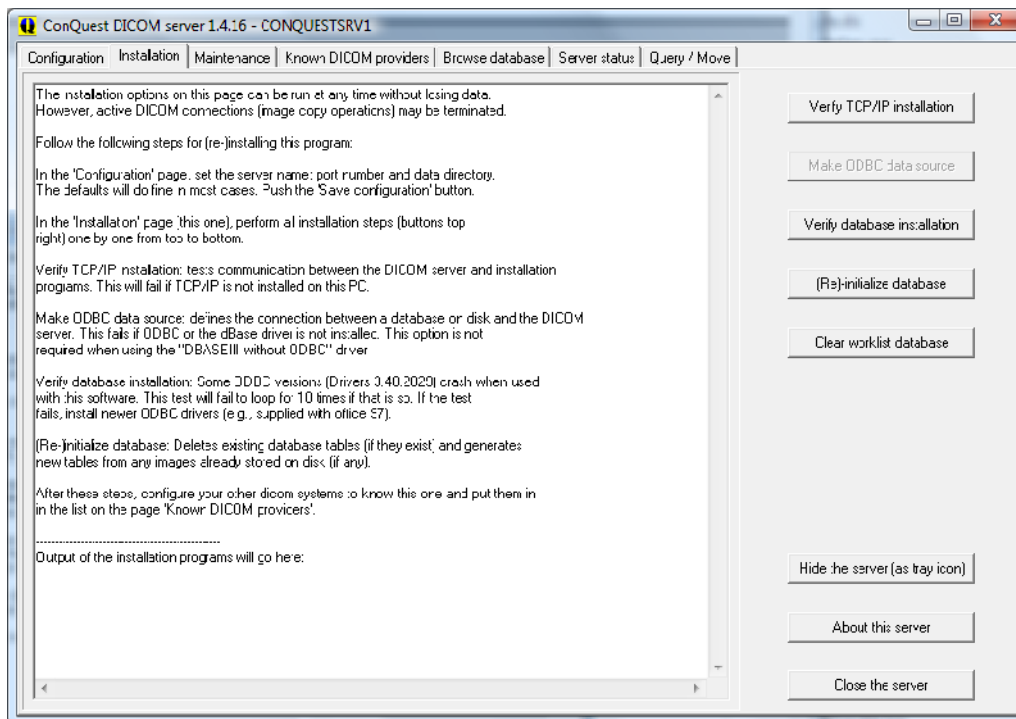 ConQuest DICOM server 1.4.16 - CONQUESTSRV1
Configuration Installation Maintenance Known DICOM providers Browse database Server status Query / Move
The installation options on this page can be run at any time without losing data.
However, active DICOM connections (image copy operations) may be terminated.
Follow the following steps for (re-)installing this program:
In the 'Configuration' page, set the server name; port number and data directory.
The defaults will do fine in most cases. Push the 'Save configuration' button.
In the 'Installation' page (this one), perform all installation steps (buttons top
right) one by one from top to bottom.
Verify TCP/IP installation: tests communication between the DICOM server and installation
programs. This will fail if TCP/IP is not installed on this PC.
Make ODBC data source: defines the connection between a database on disk and the DICOM
server. This fails if ODBC or the dBase driver is not installed. This option is not
required when using the "DBASEIII without ODBC" driver
Verify database installation: Some ODBC versions (Drivers 3.40.2029) crash when used
with this software. This test will fail to loop for 10 times if that is so. If the test
fails, install newer ODBC drivers (e.g., supplied with office 97).
(Re-)initialize database: Deletes existing database tables (if they exist) and generates
new tables from any images already stored on disk (if any).
After these steps, configure your other dicom systems to know this one and put them in
in the list on the page 'Known DICOM providers'.
------------------------------------------------
Output of the installation programs will go here:
Verfy TCP/IP installation
Make ODBC data source
Verify database installation
(Re)-initialize database
Clear worklist database
Hide the server (as tray icon)
About this server
Close the server